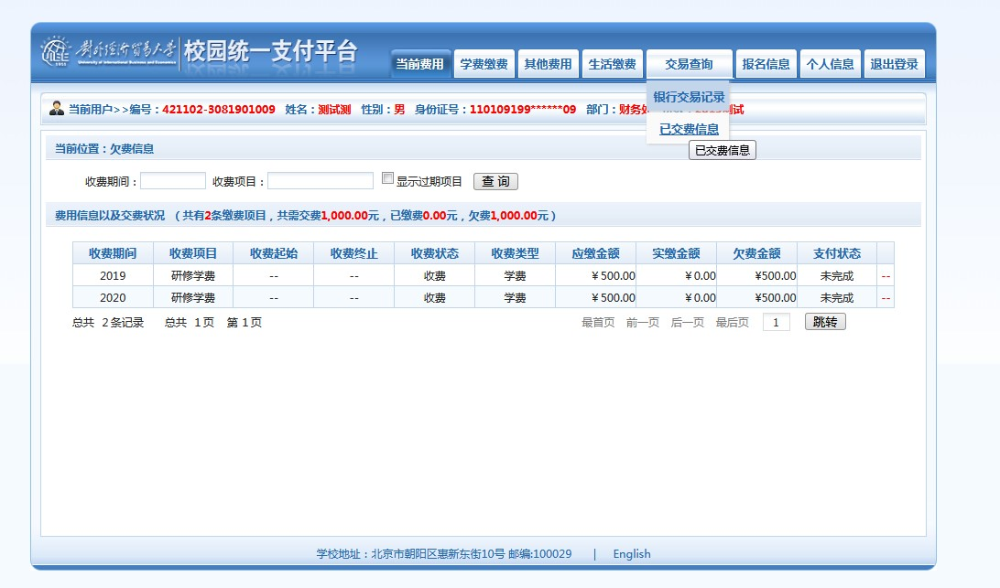 對外經濟貿易大學 校园统一支付平台
University of International Business and Economics
1951
当前费用 学费缴费 其他费用 生活缴费 交易查询 报名信息 个人信息 退出登录
银行交易记录
已交费信息
已交费信息
当前用户>>编号：421102-3081901009 姓名：测试测 性别：男 身份证号：110109199******09 部门：财务处
当前位置：欠费信息
收费期间： 收费项目： 显示过期项目 查 询
费用信息以及交费状况 （共有2条缴费项目，共需交费1,000.00元，已缴费0.00元，欠费1,000.00元）
收费期间 收费项目 收费起始 收费终止 收费状态 收费类型 应缴金额 实缴金额 欠费金额 支付状态
2019 研修学费 -- -- 收费 学费 ￥500.00 ￥0.00 ¥500.00 未完成 --
2020 研修学费 -- -- 收费 学费 ￥500.00 ￥0.00 ¥500.00 未完成 --
总共 2条记录 总共 1页 第1页 最首页 前一页 后一页 最后页 1 跳转
学校地址：北京市朝阳区惠新东街10号 邮编:100029 | English